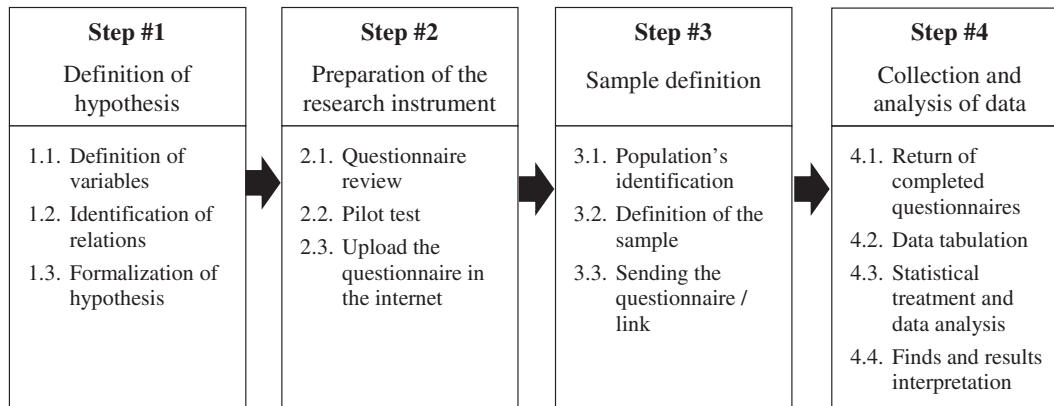 Step #1
Definition of
hypothesis
1.1. Definition of
variables
1.2. Identification of
relations
1.3. Formalization of
hypothesis
Step #2
Preparation of the
research instrument
2.1. Questionnaire
review
2.2. Pilot test
2.3. Upload the
questionnaire in
the internet
Step #3
Sample definition
3.1. Population's
identification
3.2. Definition of the
sample
3.3. Sending the
questionnaire /
link
Step #4
Collection and
analysis of data
4.1. Return of
completed
questionnaires
4.2. Data tabulation
4.3. Statistical
treatment and
data analysis
4.4. Finds and results
interpretation